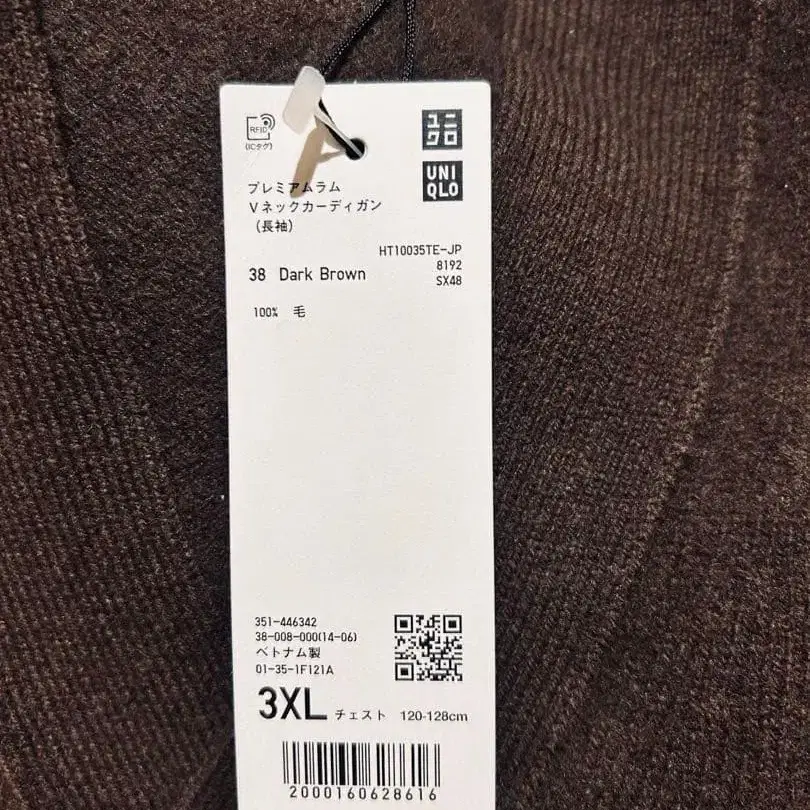 RFID
(ICタグ)
ユニ
クロ
UNI
QLO
プレミアムラム
Vネックカーディガン
(長袖)
HT10035TE-JP
38 Dark Brown
8192
SX48
100% 毛
351-446342
38-008-000(14-06)
ベトナム製
01-35-1F121A
3XL チェスト 120-128cm
2000160628616